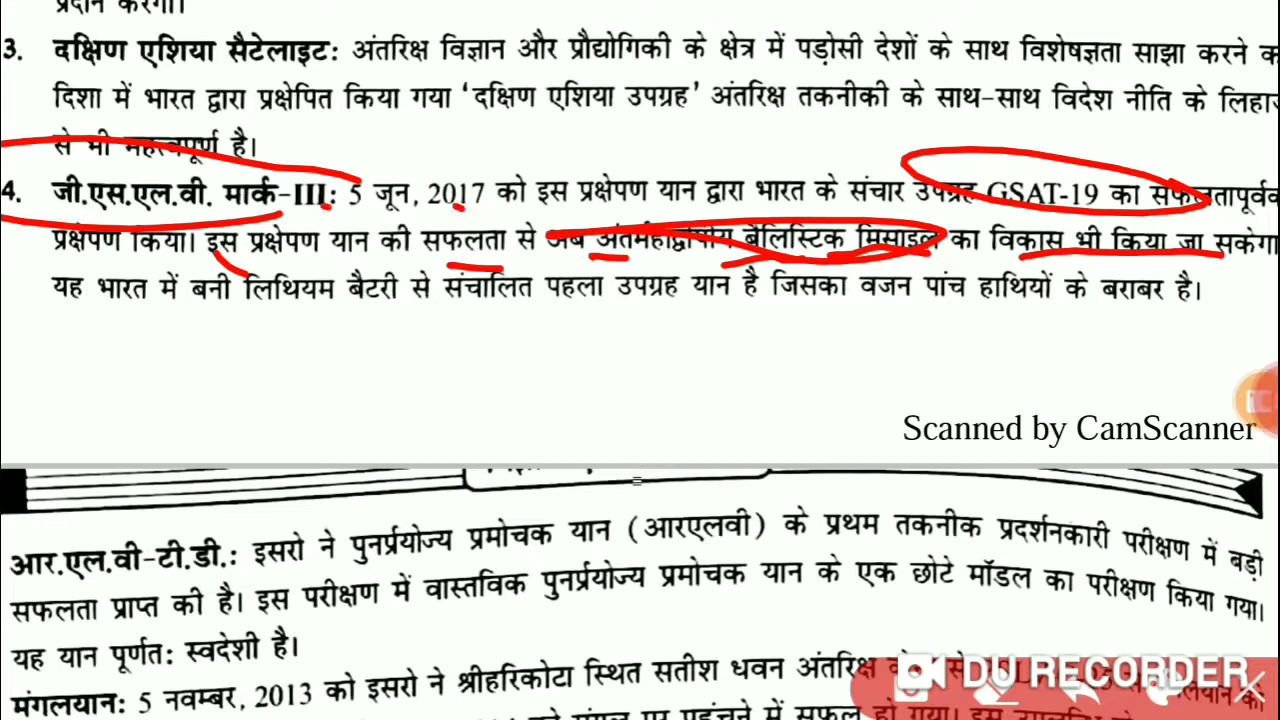 प्रदान करेगा।
3. दक्षिण एशिया सैटेलाइट: अंतरिक्ष विज्ञान और प्रौद्योगिकी के क्षेत्र में पड़ोसी देशों के साथ विशेषज्ञता साझा करने
दिशा में भारत द्वारा प्रक्षेपित किया गया 'दक्षिण एशिया उपग्रह' अंतरिक्ष तकनीकी के साथ-साथ विदेश नीति के
से भी महत्वपूर्ण है।
4. जी.एस.एल.वी. मार्क-III: 5 जून, 2017 को इस प्रक्षेपण यान द्वारा भारत के संचार उपग्रह GSAT-19 का सफलतापूर्वक
प्रक्षेपण किया। इस प्रक्षेपण यान की सफलता से अब अंतर्महाद्वीपीय बैलिस्टिक मिसाइल का विकास भी किया जा सकेगा
यह भारत में बनी लिथियम बैटरी से संचालित पहला उपग्रह यान है जिसका वजन पांच हाथियों के बराबर है।
Scanned by CamScanner
आर.एल.वी-टी.डी.: इसरो ने पुनर्प्रयोज्य प्रमोचक यान (आरएलवी) के प्रथम तकनीक प्रदर्शनकारी परीक्षण में बड़ी
सफलता प्राप्त की है। इस परीक्षण में वास्तविक पुनर्प्रयोज्य प्रमोचक यान के एक छोटे मॉडल का परीक्षण किया गया।
यह यान पूर्णत: स्वदेशी है।
मंगलयान: 5 नवम्बर, 2013 को इसरो ने श्रीहरिकोटा स्थित सतीश धवन अंतरिक्ष
DU RECORDER